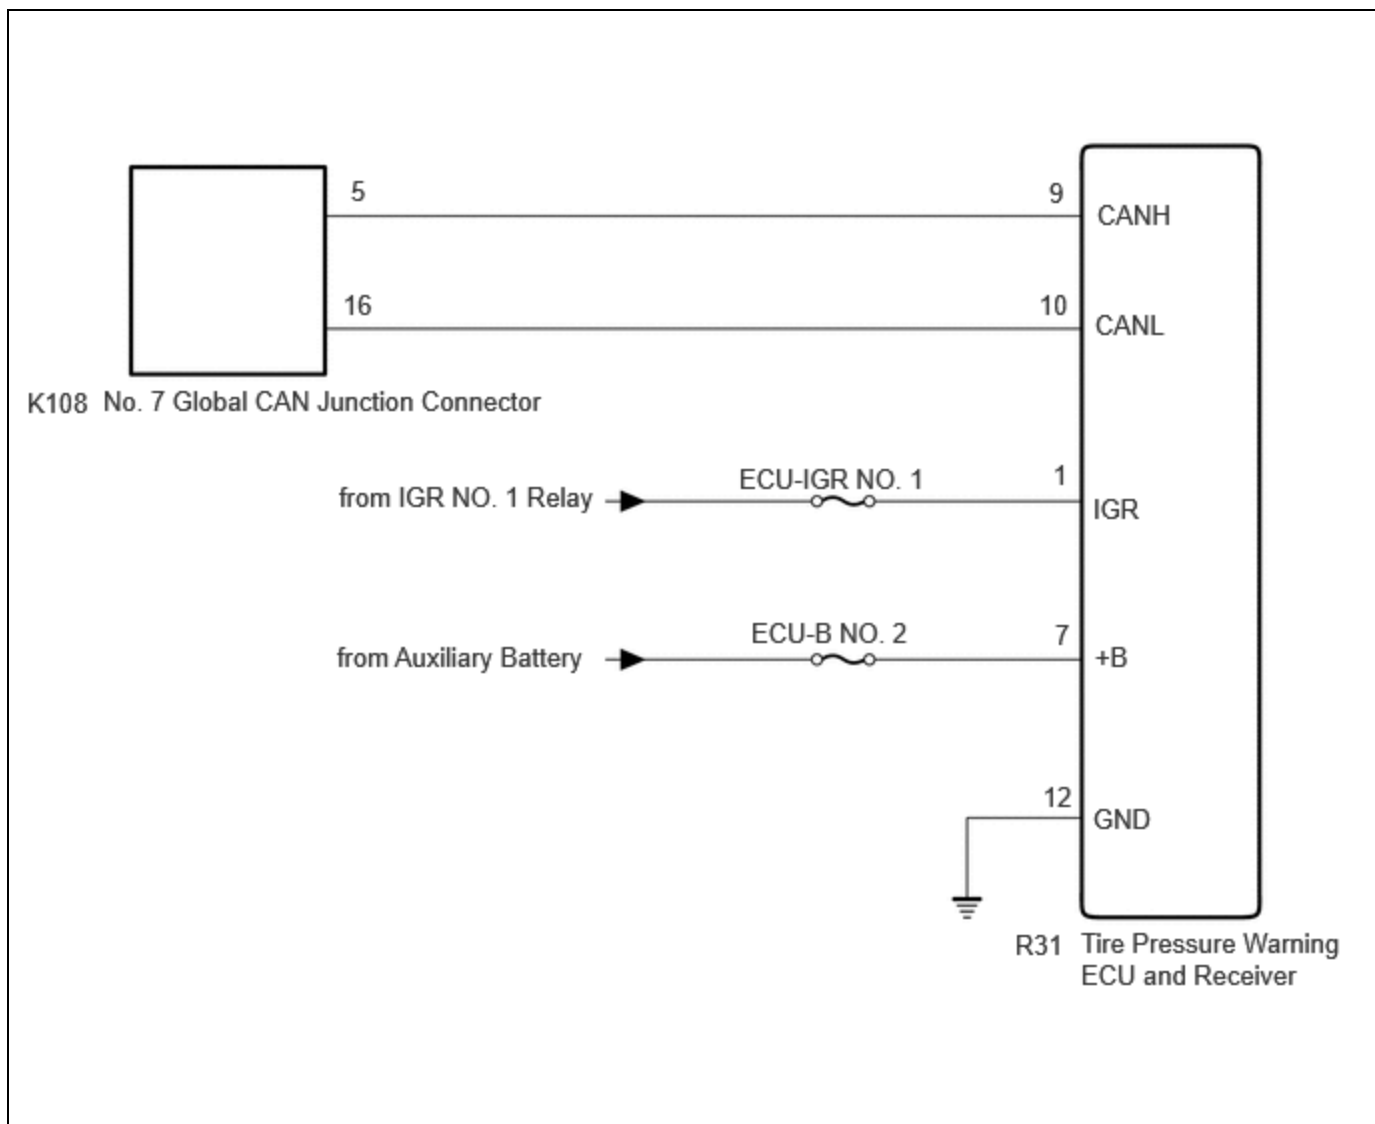 5
9
CANH
16
10
CANL
K108 No. 7 Global CAN Junction Connector
from IGR NO. 1 Relay
ECU-IGR NO. 1
1
IGR
from Auxiliary Battery
ECU-B NO. 2
7
+B
12
GND
R31 Tire Pressure Warning
ECU and Receiver